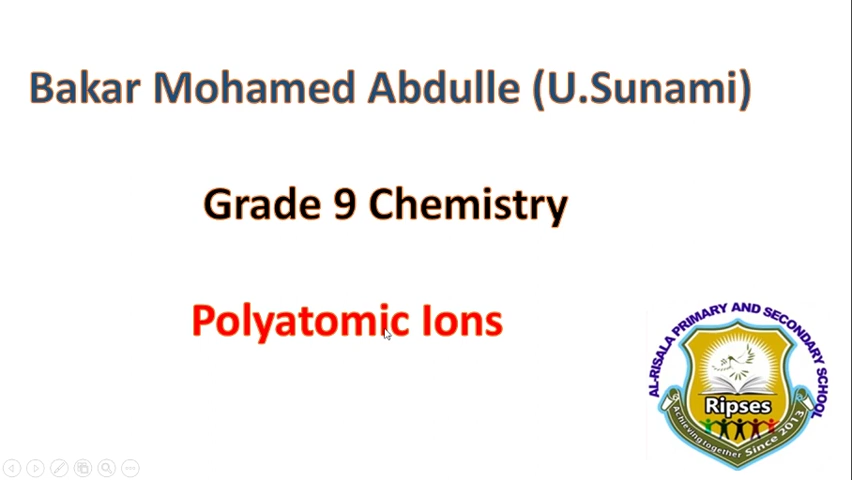 Bakar Mohamed Abdulle (U.Sunami)
Grade 9 Chemistry
Polyatomic Ions
AL-RISALA PRIMARY AND SECONDARY SCHOOL
Ripses
Achieving together Since 2013